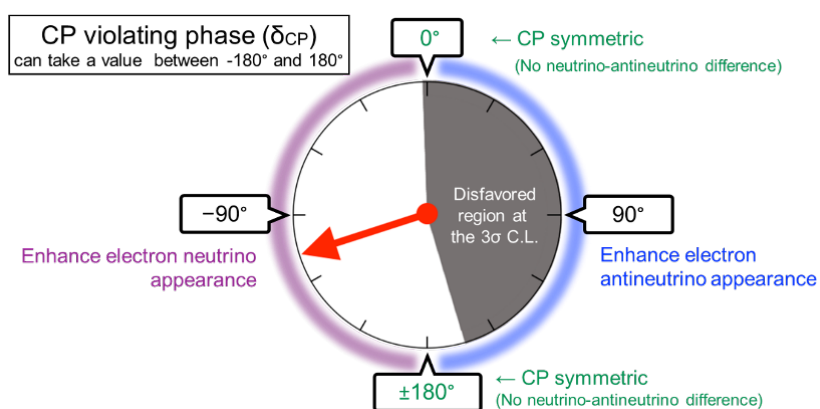 CP violating phase (δCP)
can take a value between -180° and 180°
0°
← CP symmetric
(No neutrino-antineutrino difference)
−90°
Disfavored
region at
the 3σ C.L.
90°
Enhance electron neutrino
appearance
Enhance electron
antineutrino appearance
±180°
← CP symmetric
(No neutrino-antineutrino difference)